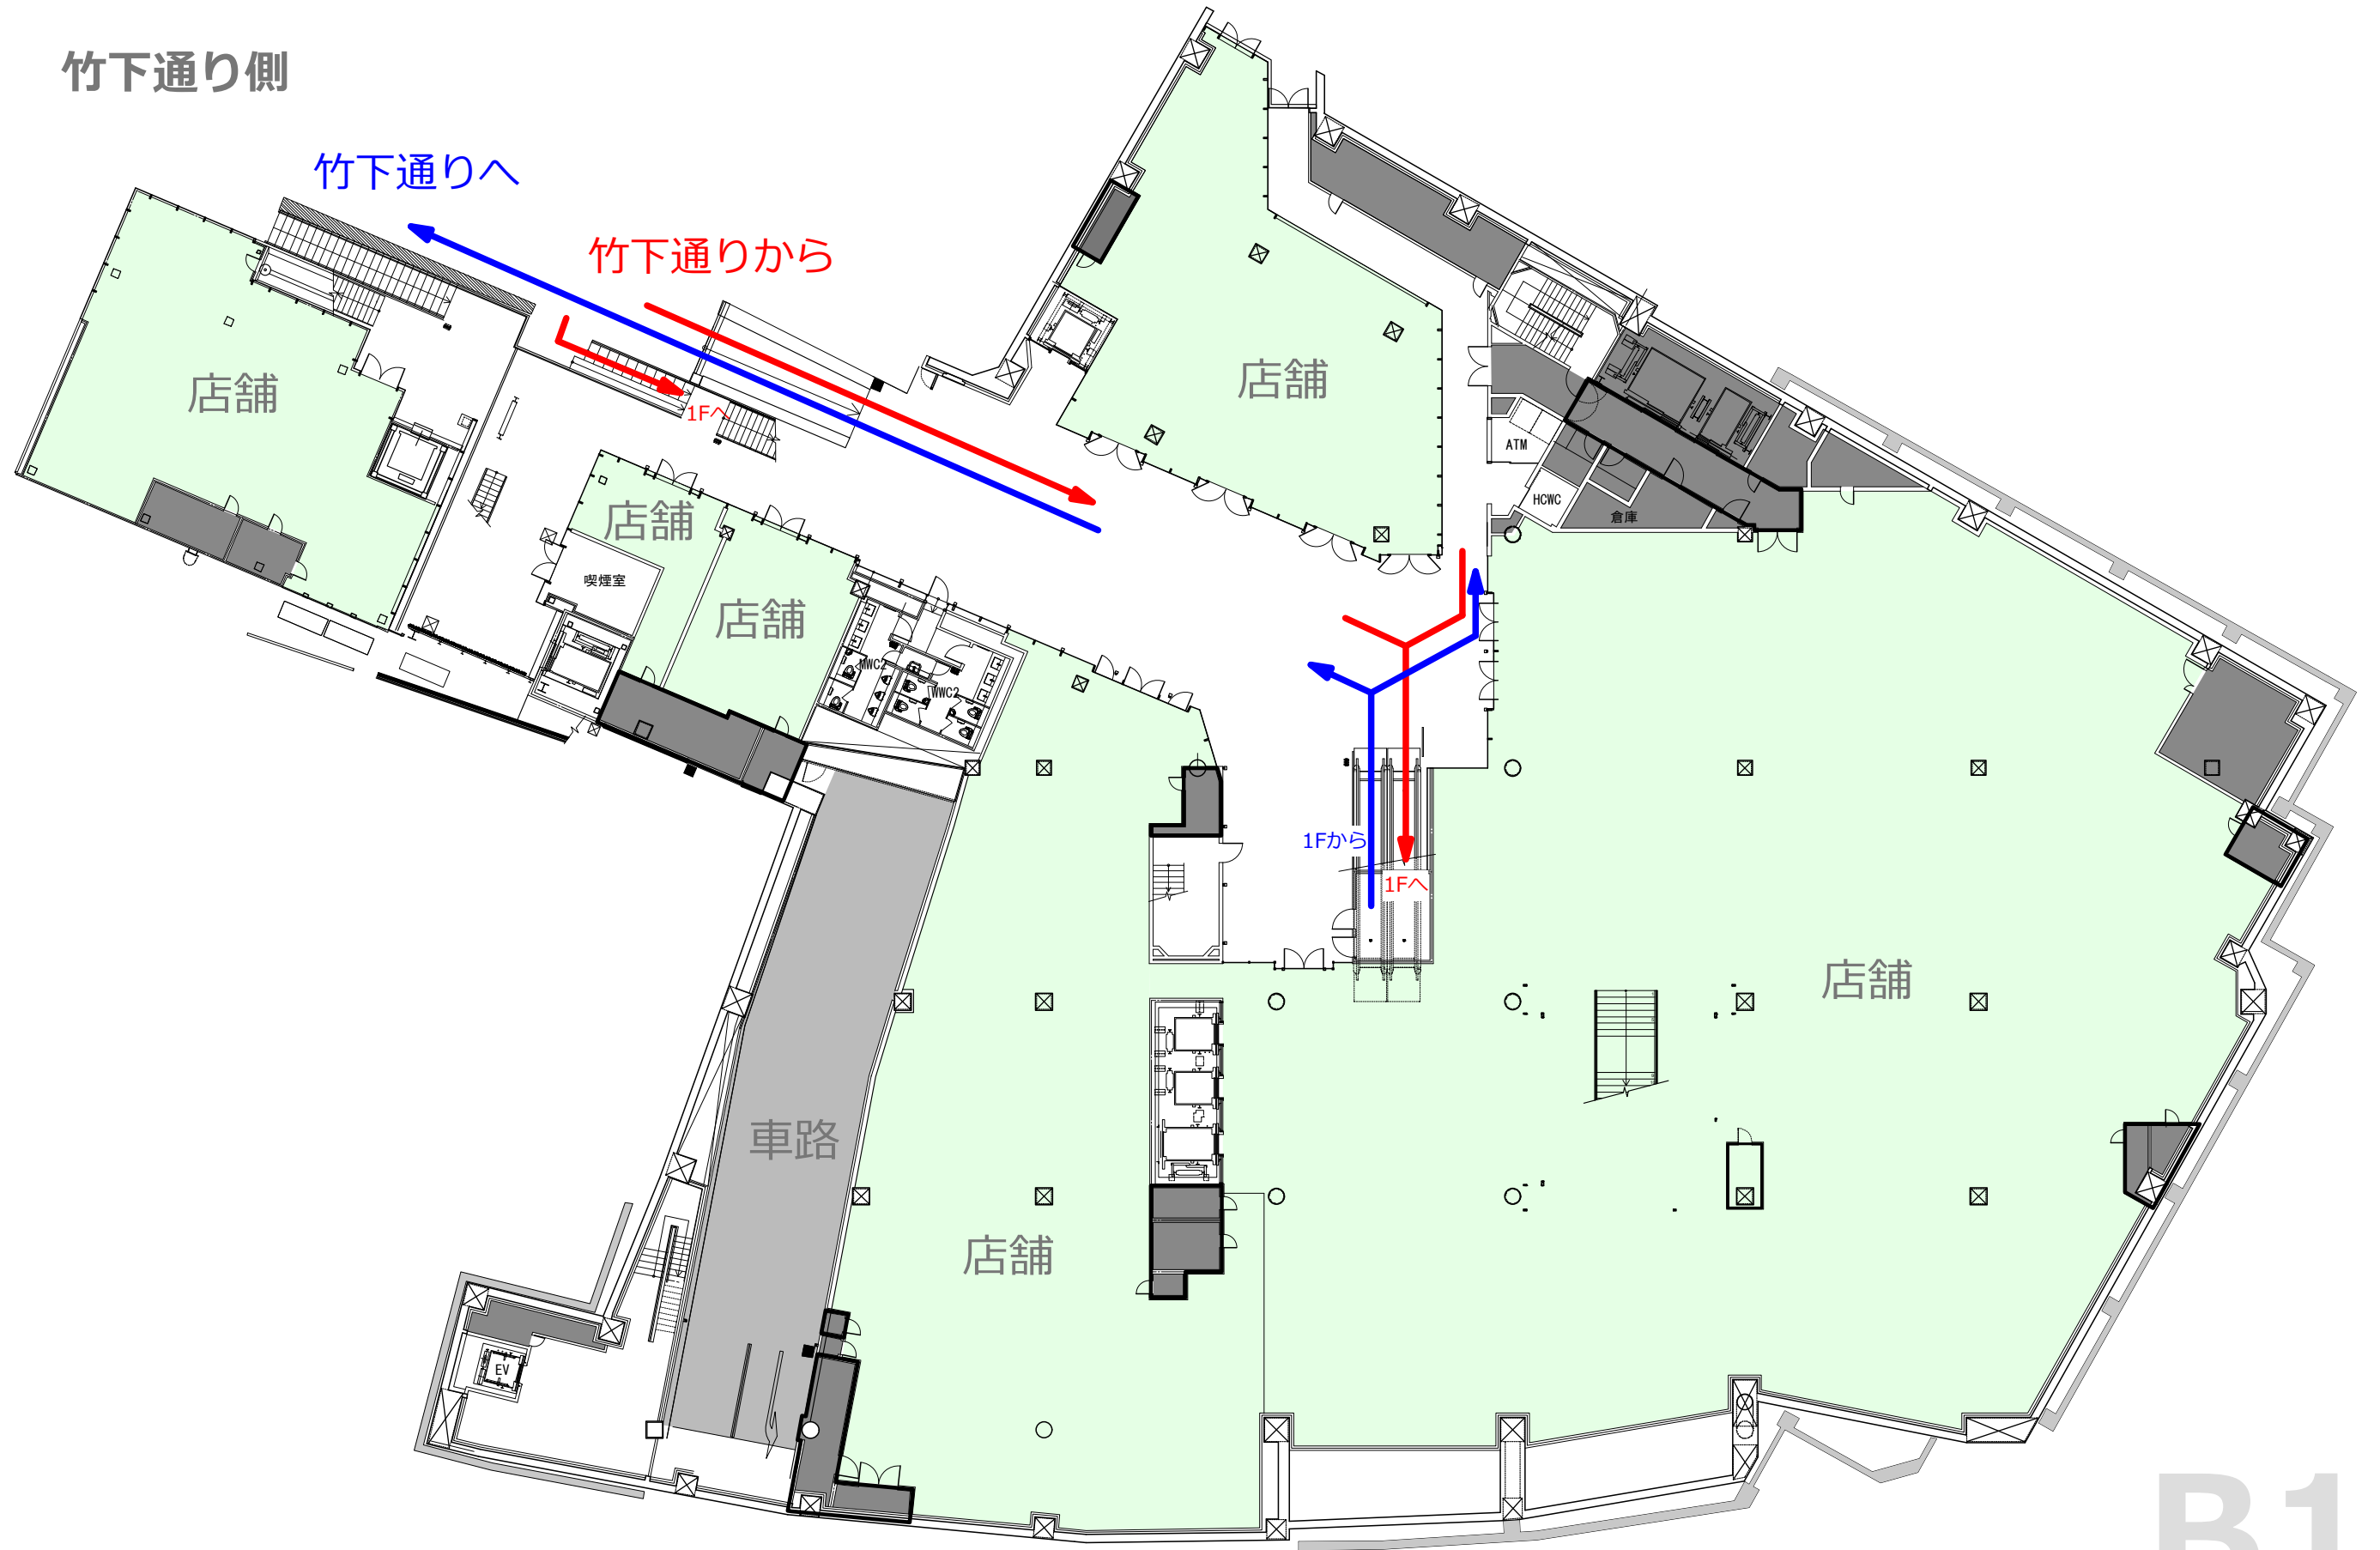 竹下通り側
竹下通りへ
竹下通りから
1Fへ
店舗
店舗
店舗
店舗
喫煙室
MWC2
WWC2
ATM
HCWC
倉庫
1Fから
1Fへ
店舗
車路
店舗
EV
B1